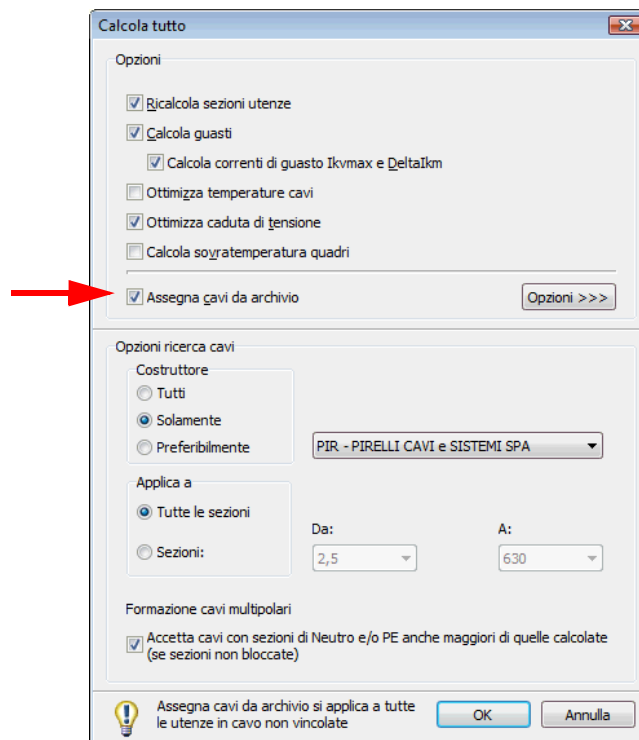 Calcola tutto
Opzioni
Ricalcola sezioni utenze
Calcola guasti
Calcola correnti di guasto Ikvmax e DeltaIkm
Ottimizza temperature cavi
Ottimizza caduta di tensione
Calcola sovratemperatura quadri
Assegna cavi da archivio
Opzioni >>>
Opzioni ricerca cavi
Costruttore
Tutti
Solamente
Preferibilmente
PIR - PIRELLI CAVI e SISTEMI SPA
Applica a
Tutte le sezioni
Sezioni:
Da:
2,5
A:
630
Formazione cavi multipolari
Accetta cavi con sezioni di Neutro e/o PE anche maggiori di quelle calcolate
(se sezioni non bloccate)
Assegna cavi da archivio si applica a tutte
le utenze in cavo non vincolate
OK
Annulla